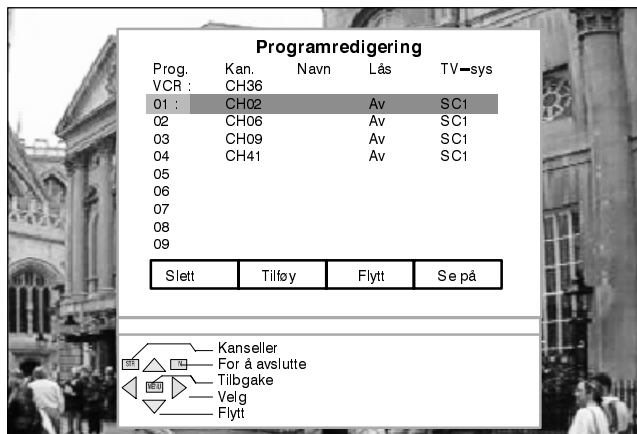 Programredigering
Prog. Kan. Navn Lås TV-sys
VCR : CH36
01 : CH02 Av SC1
02 CH06 Av SC1
03 CH09 Av SC1
04 CH41 Av SC1
05
06
07
08
09
Slett Tilføy Flytt Se på
Kanseller
STR N For å avslutte
MENU Tilbgake
Velg
Flytt